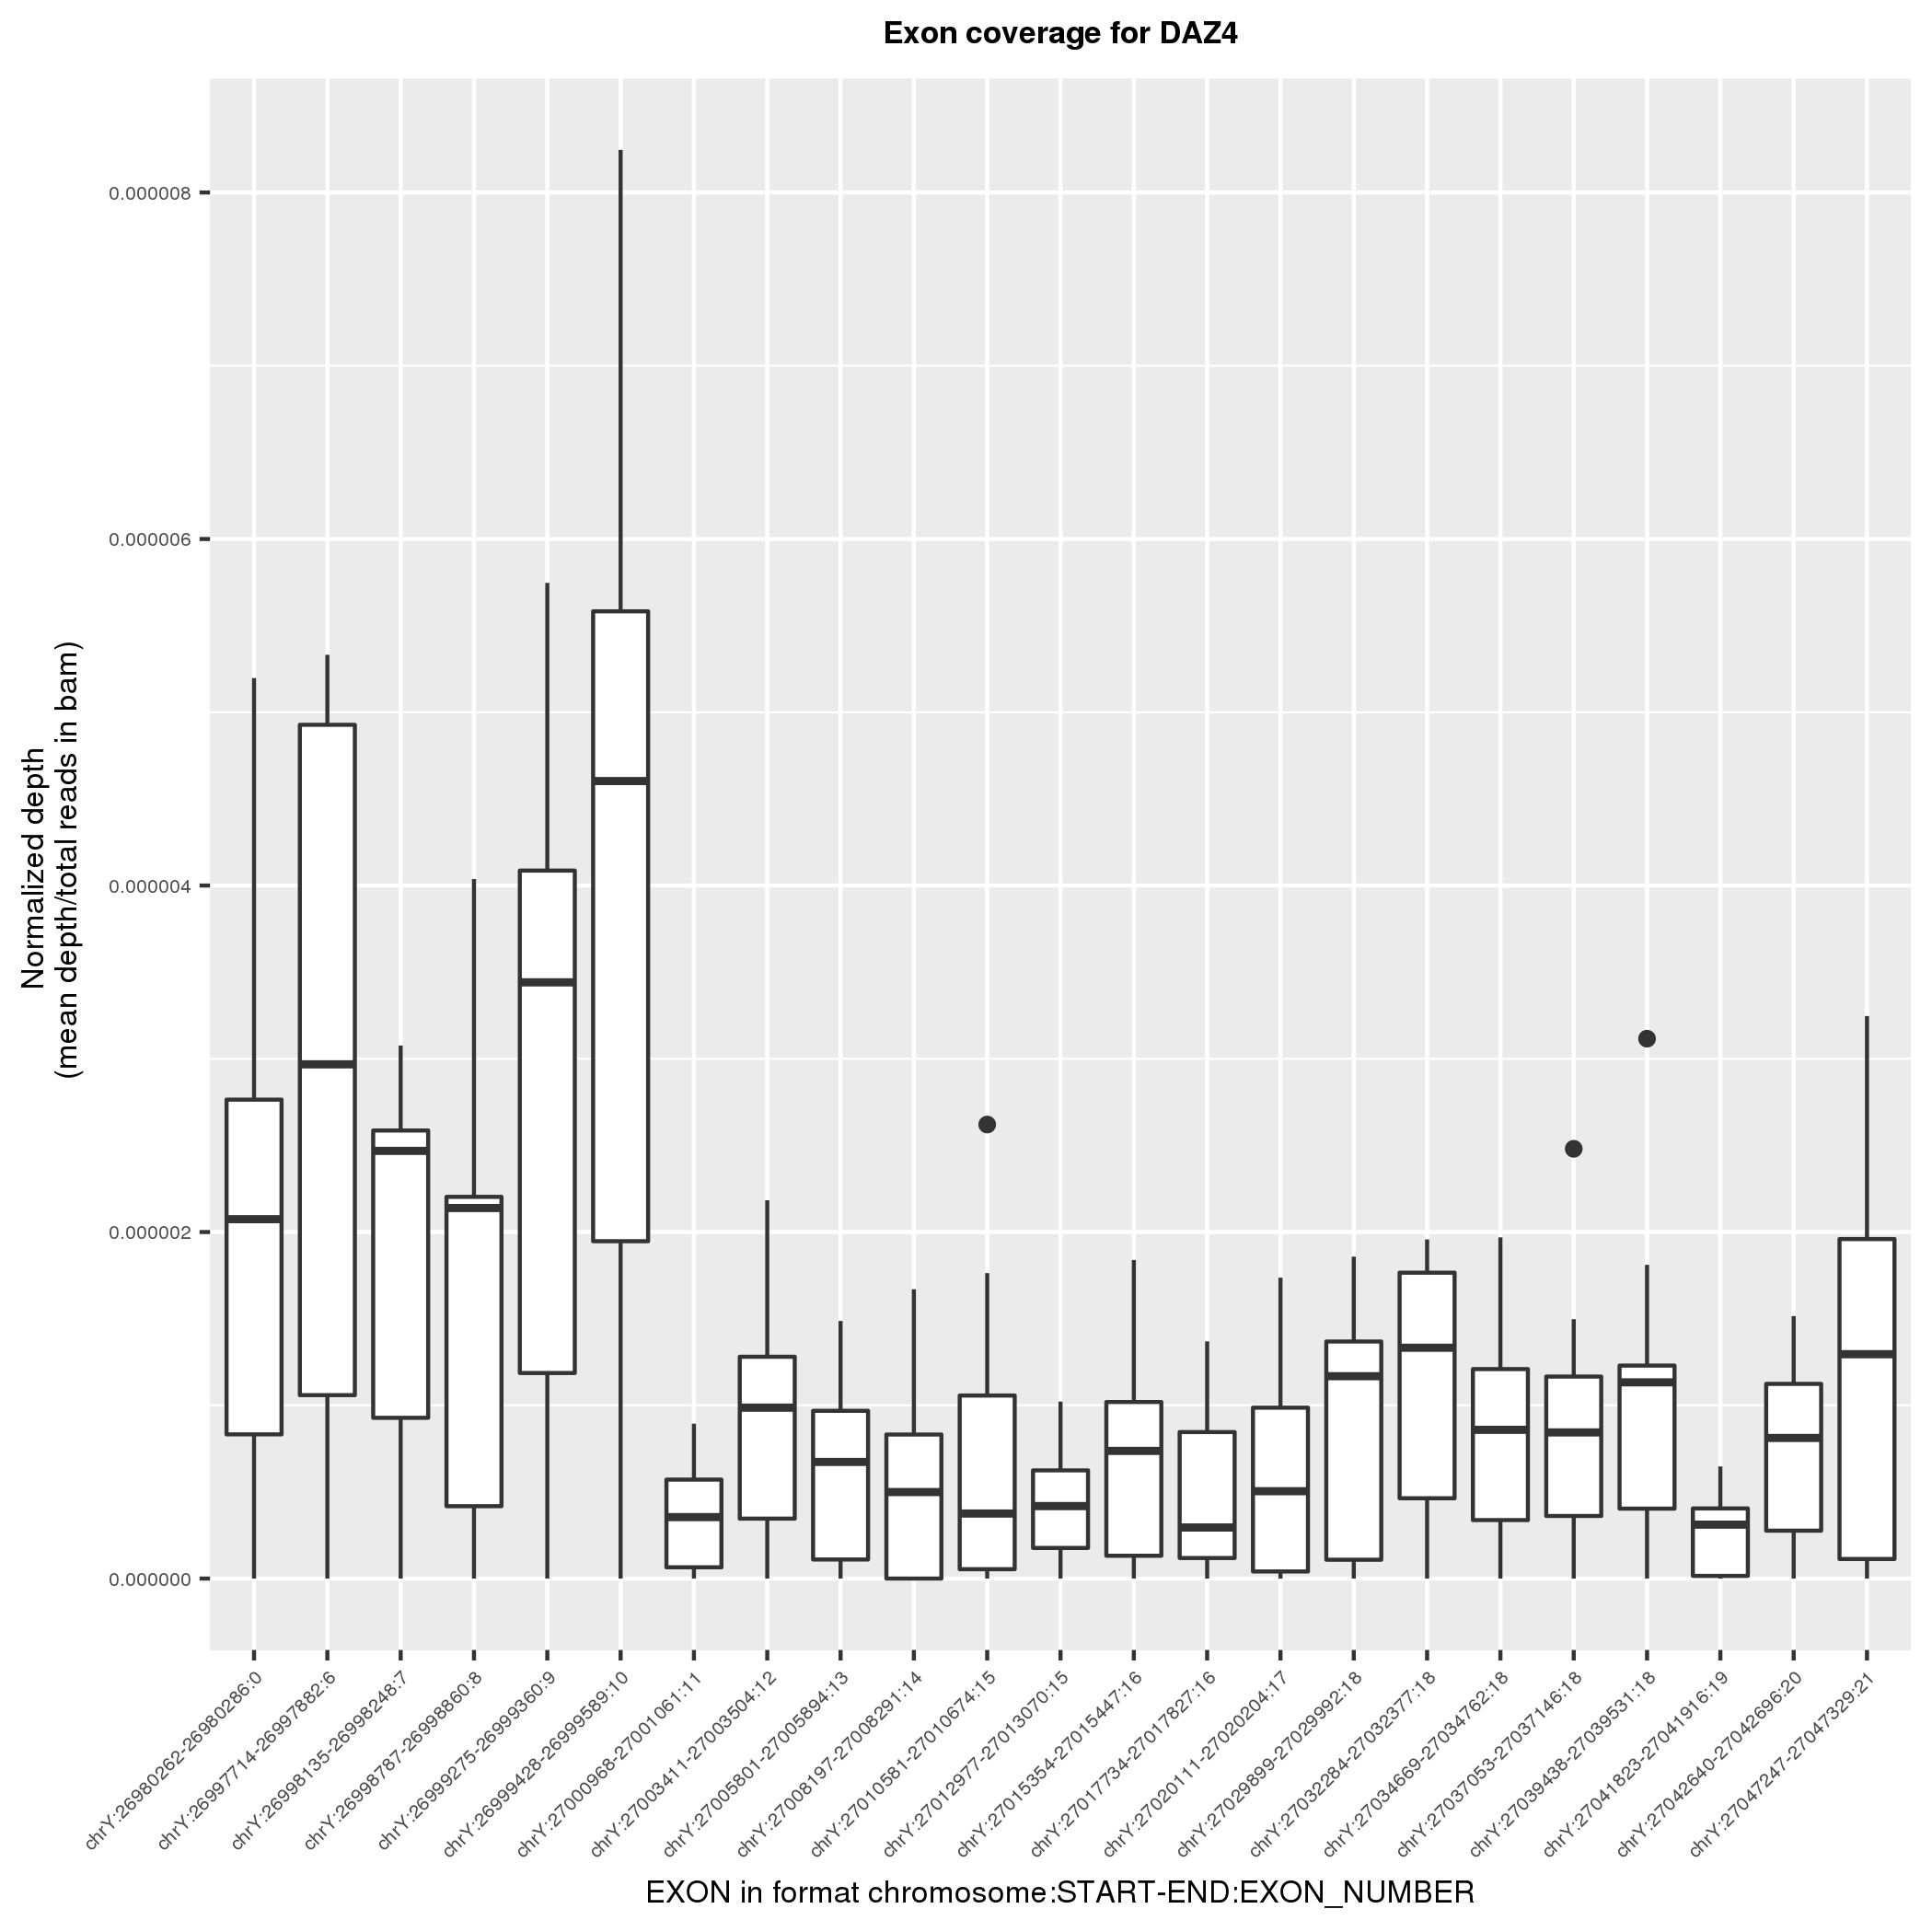 Exon coverage for DAZ4
Normalized depth
(mean depth/total reads in bam)
0.000008
0.000006
0.000004
0.000002
0.000000
chrY:26980262-26980286:0
chrY:26997714-26997882:6
chrY:26998135-26998248:7
chrY:26998787-26998860:8
chrY:26999275-26999360:9
chrY:26999428-26999589:10
chrY:27000968-27001061:11
chrY:27003411-27003504:12
chrY:27005801-27005894:13
chrY:27008197-27008291:14
chrY:27010581-27010674:15
chrY:27012977-27013070:15
chrY:27015354-27015447:16
chrY:27017734-27017827:16
chrY:27020111-27020204:17
chrY:27029899-27029992:18
chrY:27032284-27032377:18
chrY:27034669-27034762:18
chrY:27037053-27037146:18
chrY:27039438-27039531:18
chrY:27041823-27041916:19
chrY:27042640-27042696:20
chrY:27047247-27047329:21
EXON in format chromosome:START-END:EXON_NUMBER